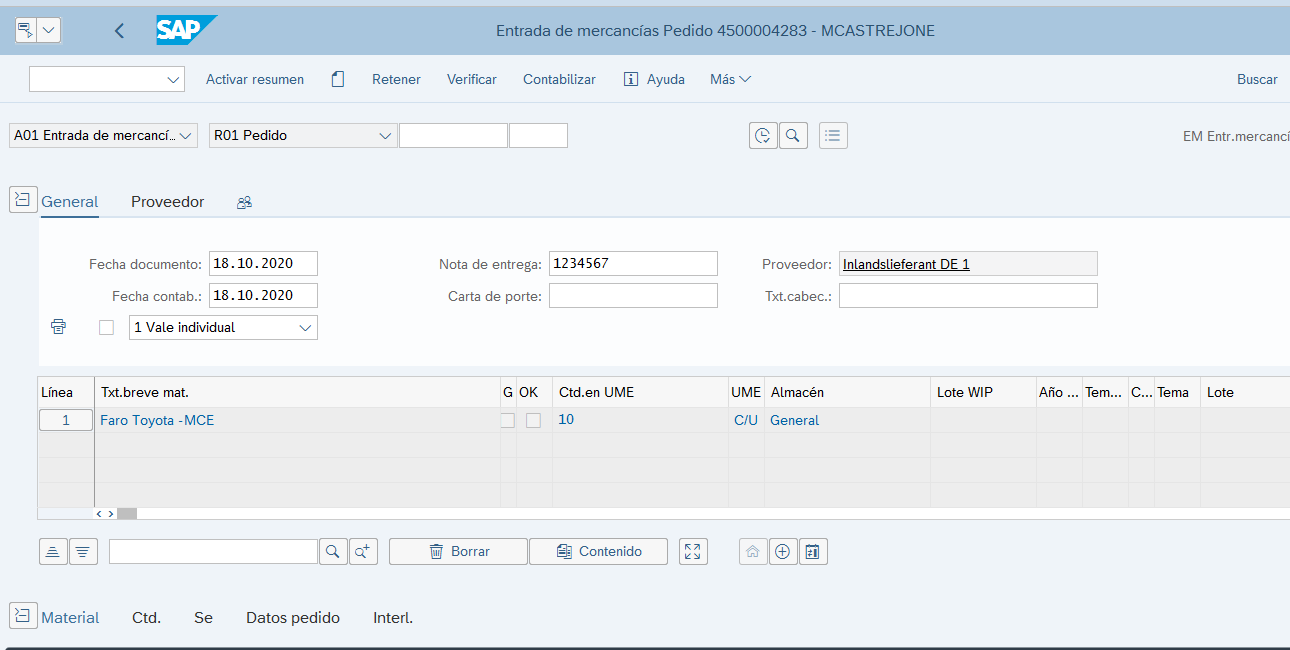 SAP Entrada de mercancías Pedido 4500004283 - MCASTREJONE
Activar resumen Retener Verificar Contabilizar Ayuda Más Buscar
A01 Entrada de mercancí... R01 Pedido EM Entr.mercancí
General Proveedor
Fecha documento: 18.10.2020 Nota de entrega: 1234567 Proveedor: Inlandslieferant DE 1
Fecha contab.: 18.10.2020 Carta de porte: Txt.cabec.:
1 Vale individual
Línea Txt.breve mat. G OK Ctd.en UME UME Almacén Lote WIP Año ... Tem... C... Tema Lote
1 Faro Toyota -MCE 10 C/U General
Borrar Contenido
Material Ctd. Se Datos pedido Interl.